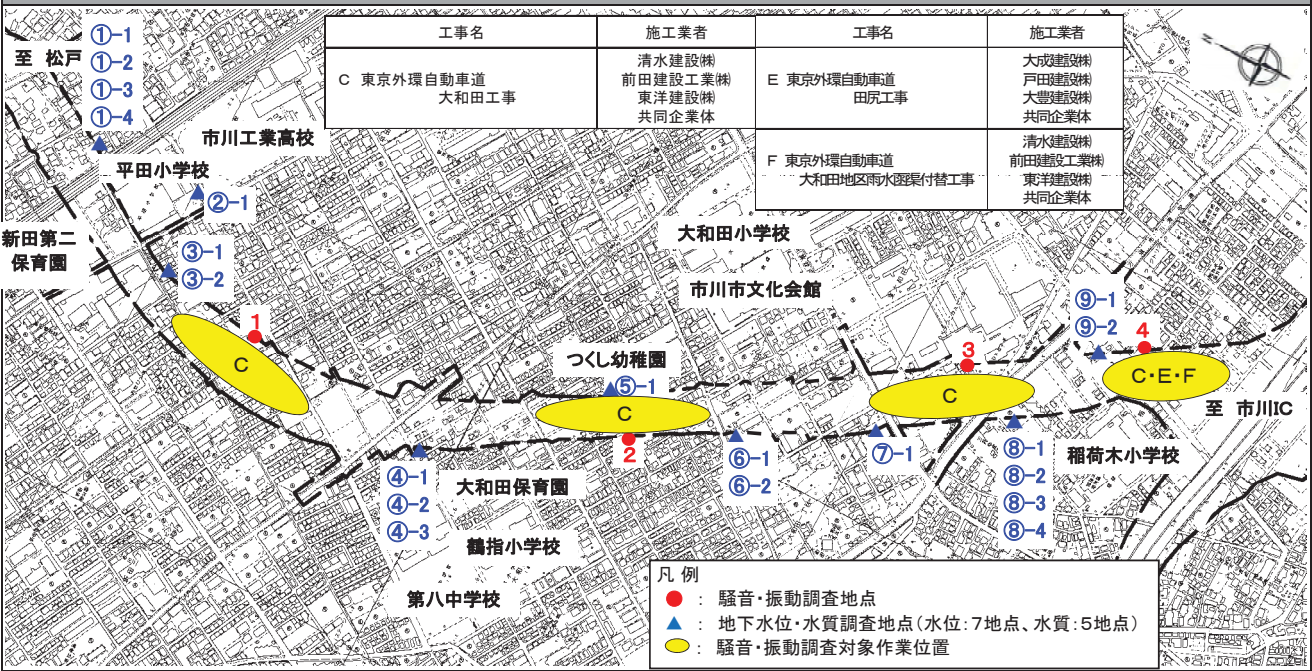 工事名 施工業者 工事名 施工業者
C 東京外環自動車道
大和田工事
清水建設㈱
前田建設工業㈱
東洋建設㈱
共同企業体
E 東京外環自動車道
田尻工事
大成建設㈱
戸田建設㈱
大豊建設㈱
共同企業体
F 東京外環自動車道
大和田地区雨水函渠付替工事
清水建設㈱
前田建設工業㈱
東洋建設㈱
共同企業体
至 松戸
①-1
①-2
①-3
①-4
市川工業高校
平田小学校
②-1
新田第二
保育園
③-1
③-2
1
C
大和田小学校
市川市文化会館
つくし幼稚園
⑤-1
C
2
3
C
⑨-1
⑨-2
4
C・E・F
至 市川IC
④-1
④-2
④-3
大和田保育園
鶴指小学校
第八中学校
⑥-1
⑥-2
⑦-1
⑧-1
⑧-2
⑧-3
⑧-4
稲荷木小学校
凡 例
： 騒音・振動調査地点
： 地下水位・水質調査地点(水位：7地点、水質：5地点)
： 騒音・振動調査対象作業位置